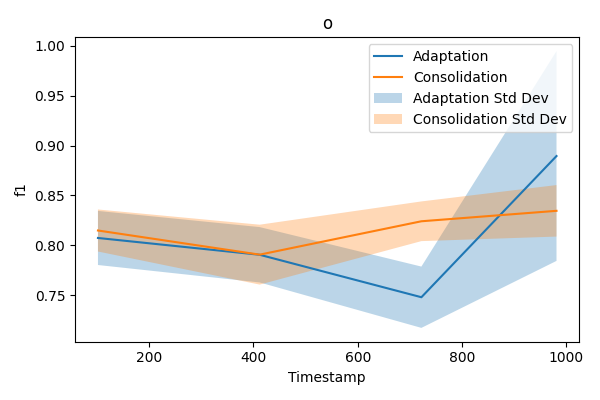 o
1.00
0.95
0.90
0.85
0.80
0.75
f1
200
400
600
800
1000
Timestamp
Adaptation
Consolidation
Adaptation Std Dev
Consolidation Std Dev